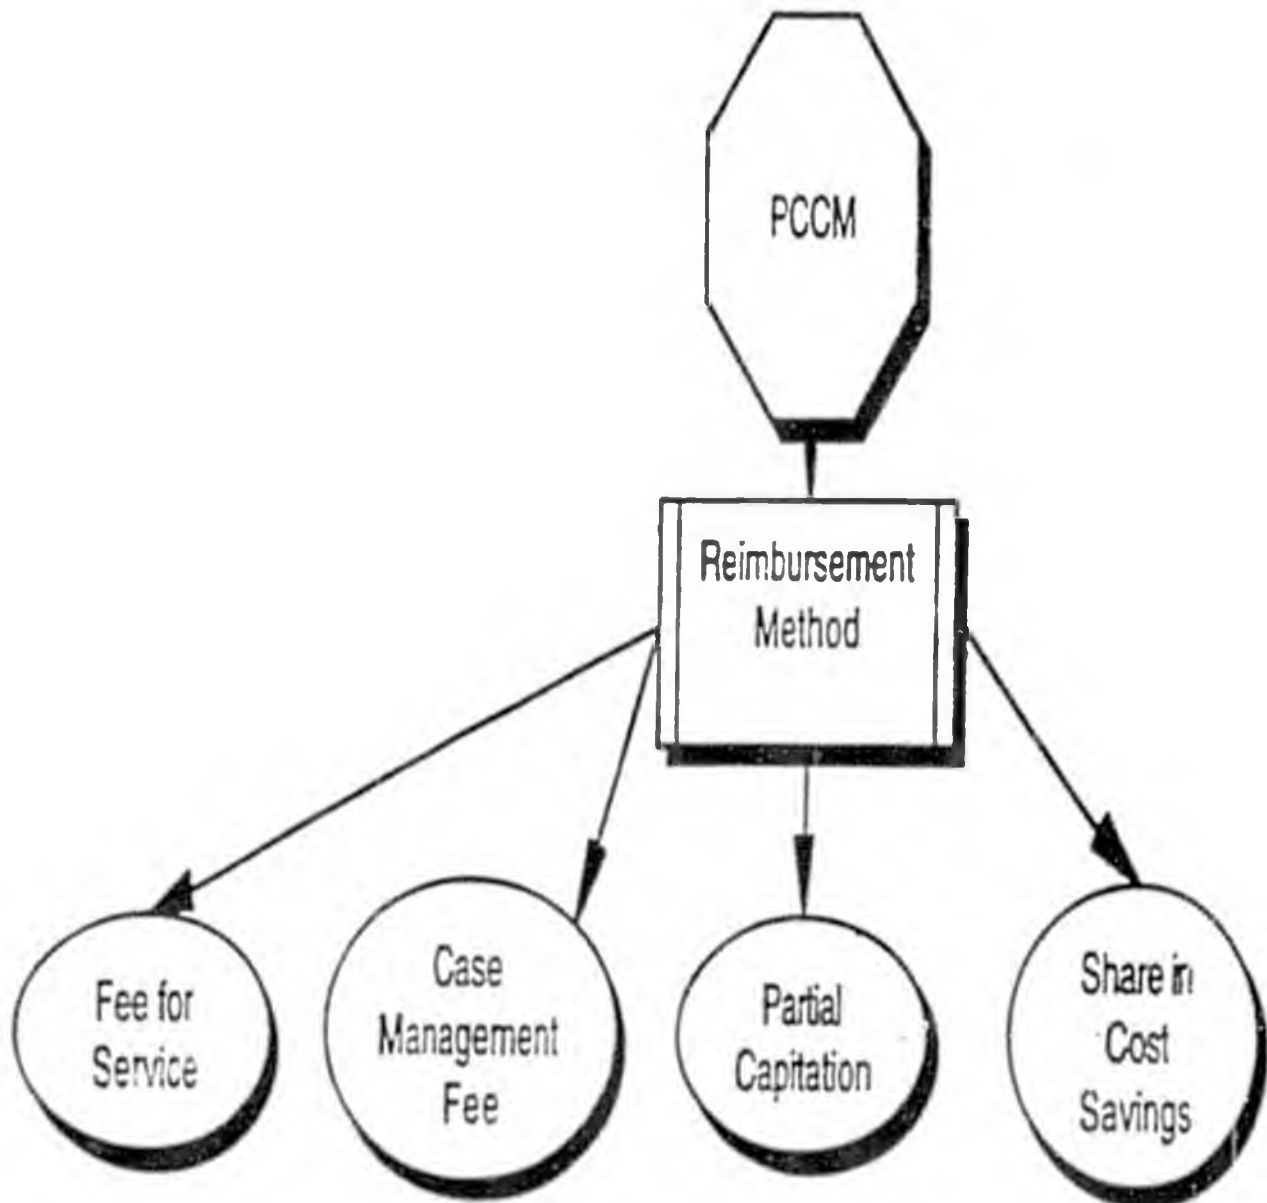 PCCM
Reimbursement
Method
Fee for
Service
Case
Management
Fee
Partial
Capitation
Share in
Cost
Savings